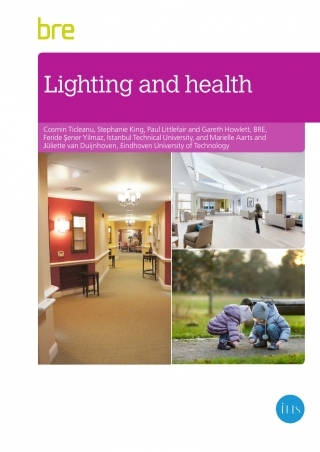 bre
Lighting and health
Cosmin Ticleanu, Stephanie King, Paul Littlefair and Gareth Howlett, BRE,
Feride Şener Yilmaz, Istanbul Technical University, and Marielle Aarts and
Jüliette van Duijnhoven, Eindhoven University of Technology
ihs